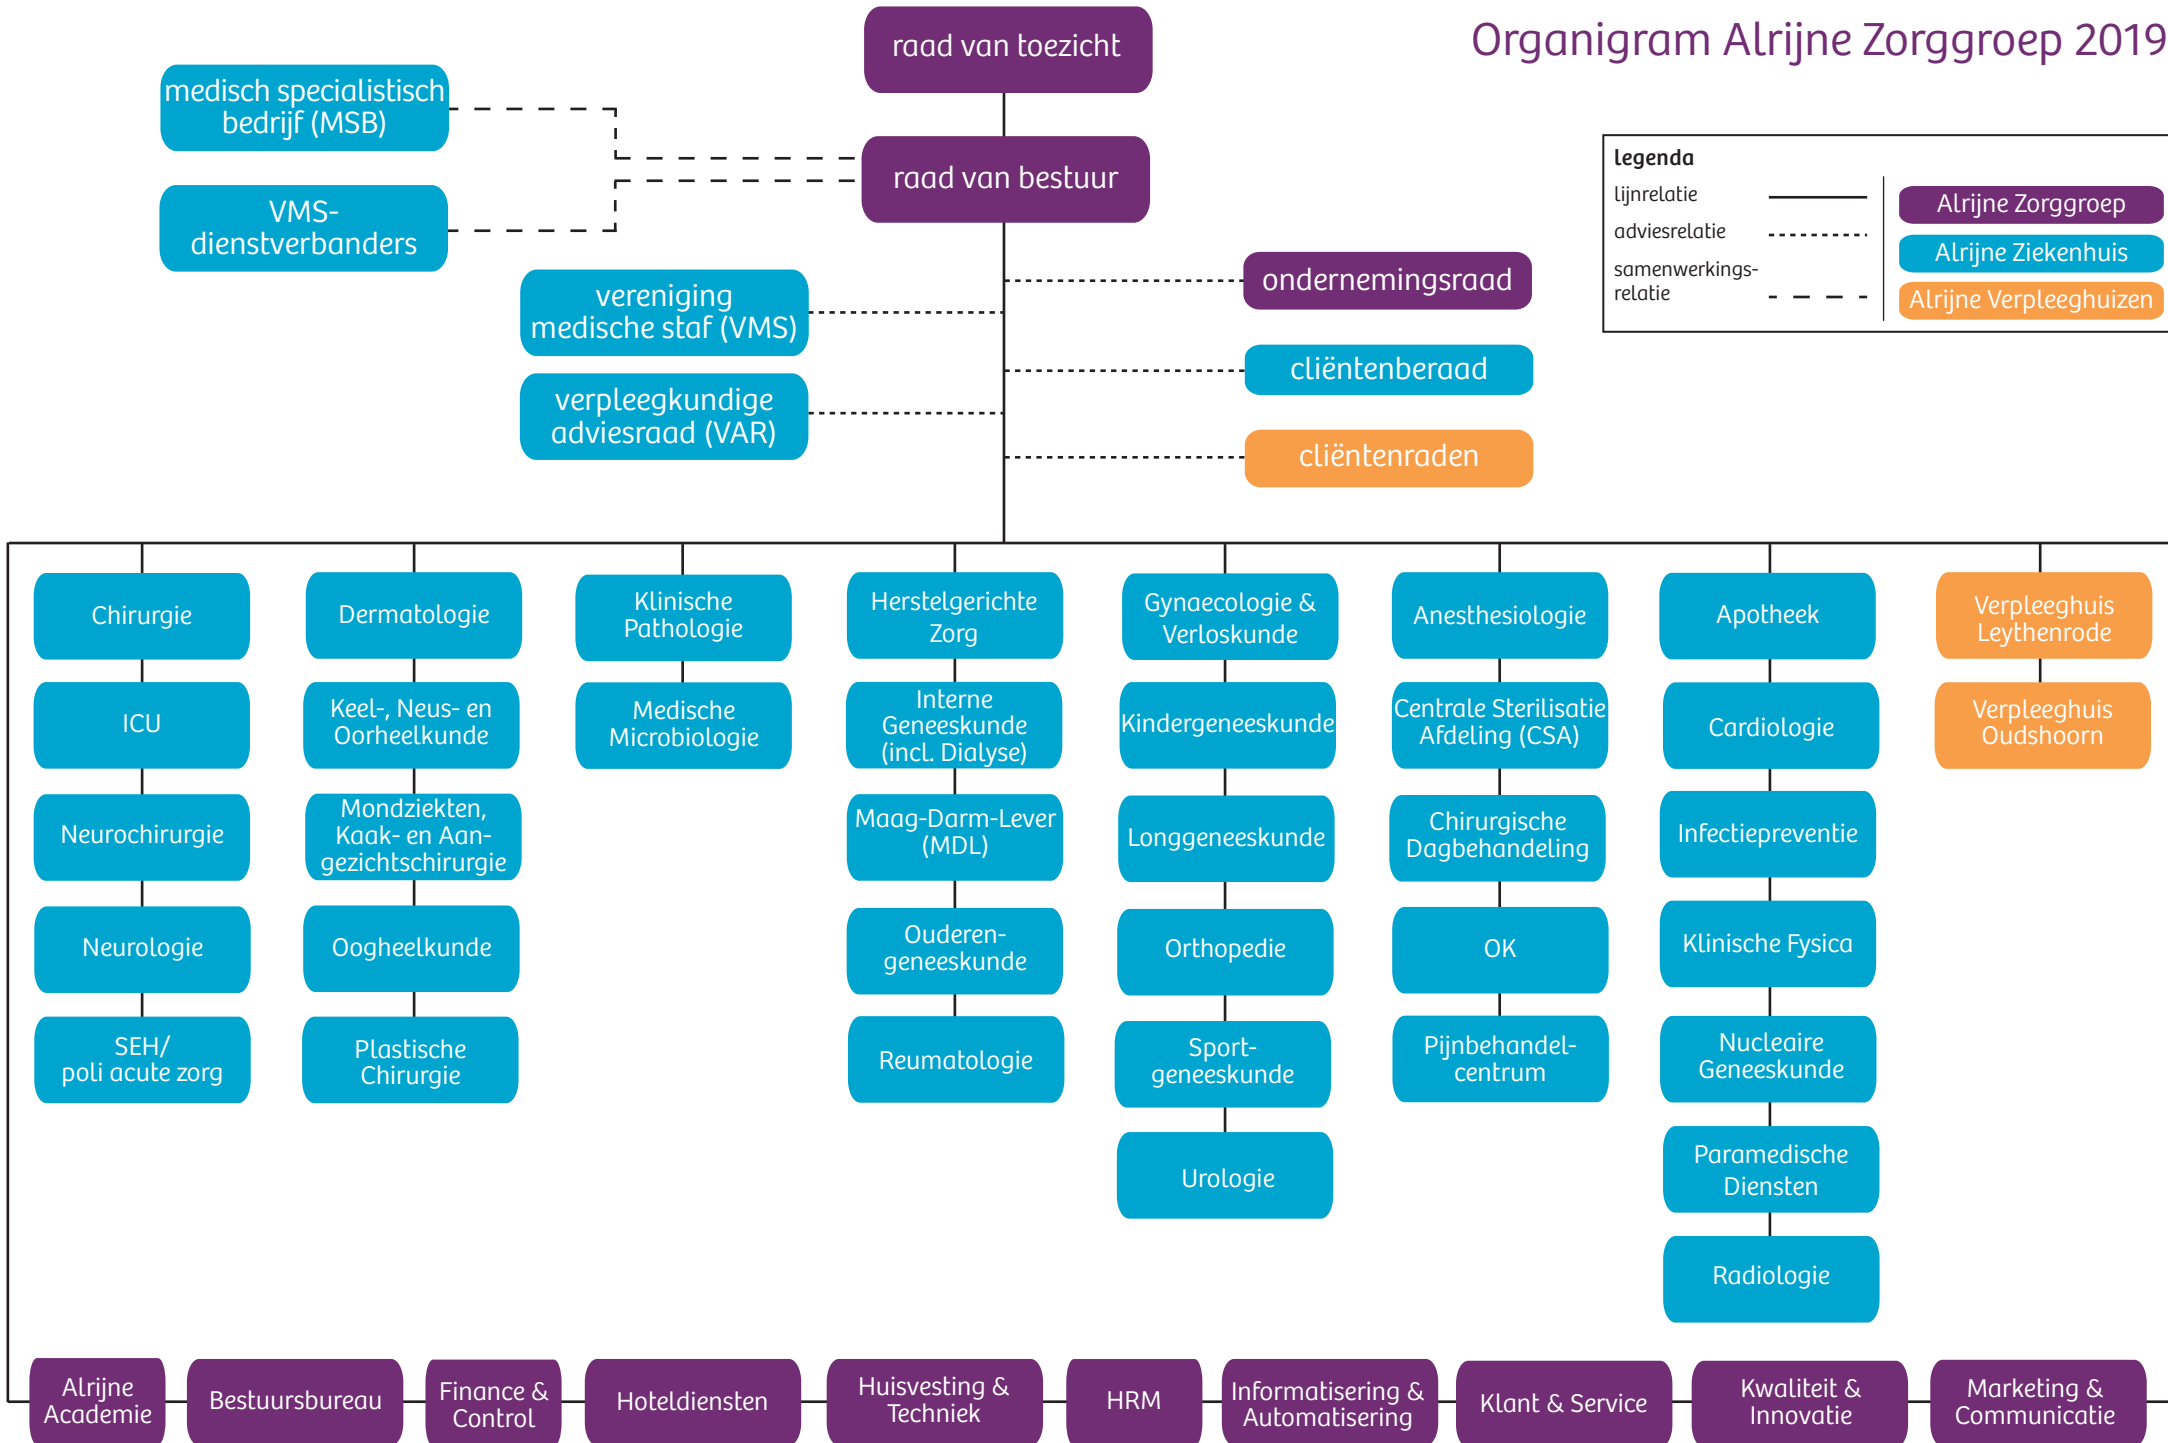 Organigram Alrijne Zorggroep 2019
raad van toezicht
medisch specialistisch
bedrijf (MSB)
raad van bestuur
VMS-
dienstverbanders
legenda
lijnrelatie
adviesrelatie
samenwerkings-
relatie
Alrijne Zorggroep
Alrijne Ziekenhuis
Alrijne Verpleeghuizen
vereniging
medische staf (VMS)
ondernemingsraad
cliëntenberaad
verpleegkundige
adviesraad (VAR)
cliëntenraden
Chirurgie
ICU
Neurochirurgie
Neurologie
SEH/
poli acute zorg
Dermatologie
Keel-, Neus- en
Oorheelkunde
Mondziekten,
Kaak- en Aan-
gezichtschirurgie
Oogheelkunde
Plastische
Chirurgie
Klinische
Pathologie
Medische
Microbiologie
Herstelgerichte
Zorg
Interne
Geneeskunde
(incl. Dialyse)
Maag-Darm-Lever
(MDL)
Ouderen-
geneeskunde
Reumatologie
Gynaecologie &
Verloskunde
Kindergeneeskunde
Longgeneeskunde
Orthopedie
Sport-
geneeskunde
Urologie
Anesthesiologie
Centrale Sterilisatie
Afdeling (CSA)
Chirurgische
Dagbehandeling
OK
Pijnbehandel-
centrum
Apotheek
Cardiologie
Infectiepreventie
Klinische Fysica
Nucleaire
Geneeskunde
Paramedische
Diensten
Radiologie
Verpleeghuis
Leythenrode
Verpleeghuis
Oudshoorn
Alrijne
Academie
Bestuursbureau
Finance &
Control
Hoteldiensten
Huisvesting &
Techniek
HRM
Informatisering &
Automatisering
Klant & Service
Kwaliteit &
Innovatie
Marketing &
Communicatie